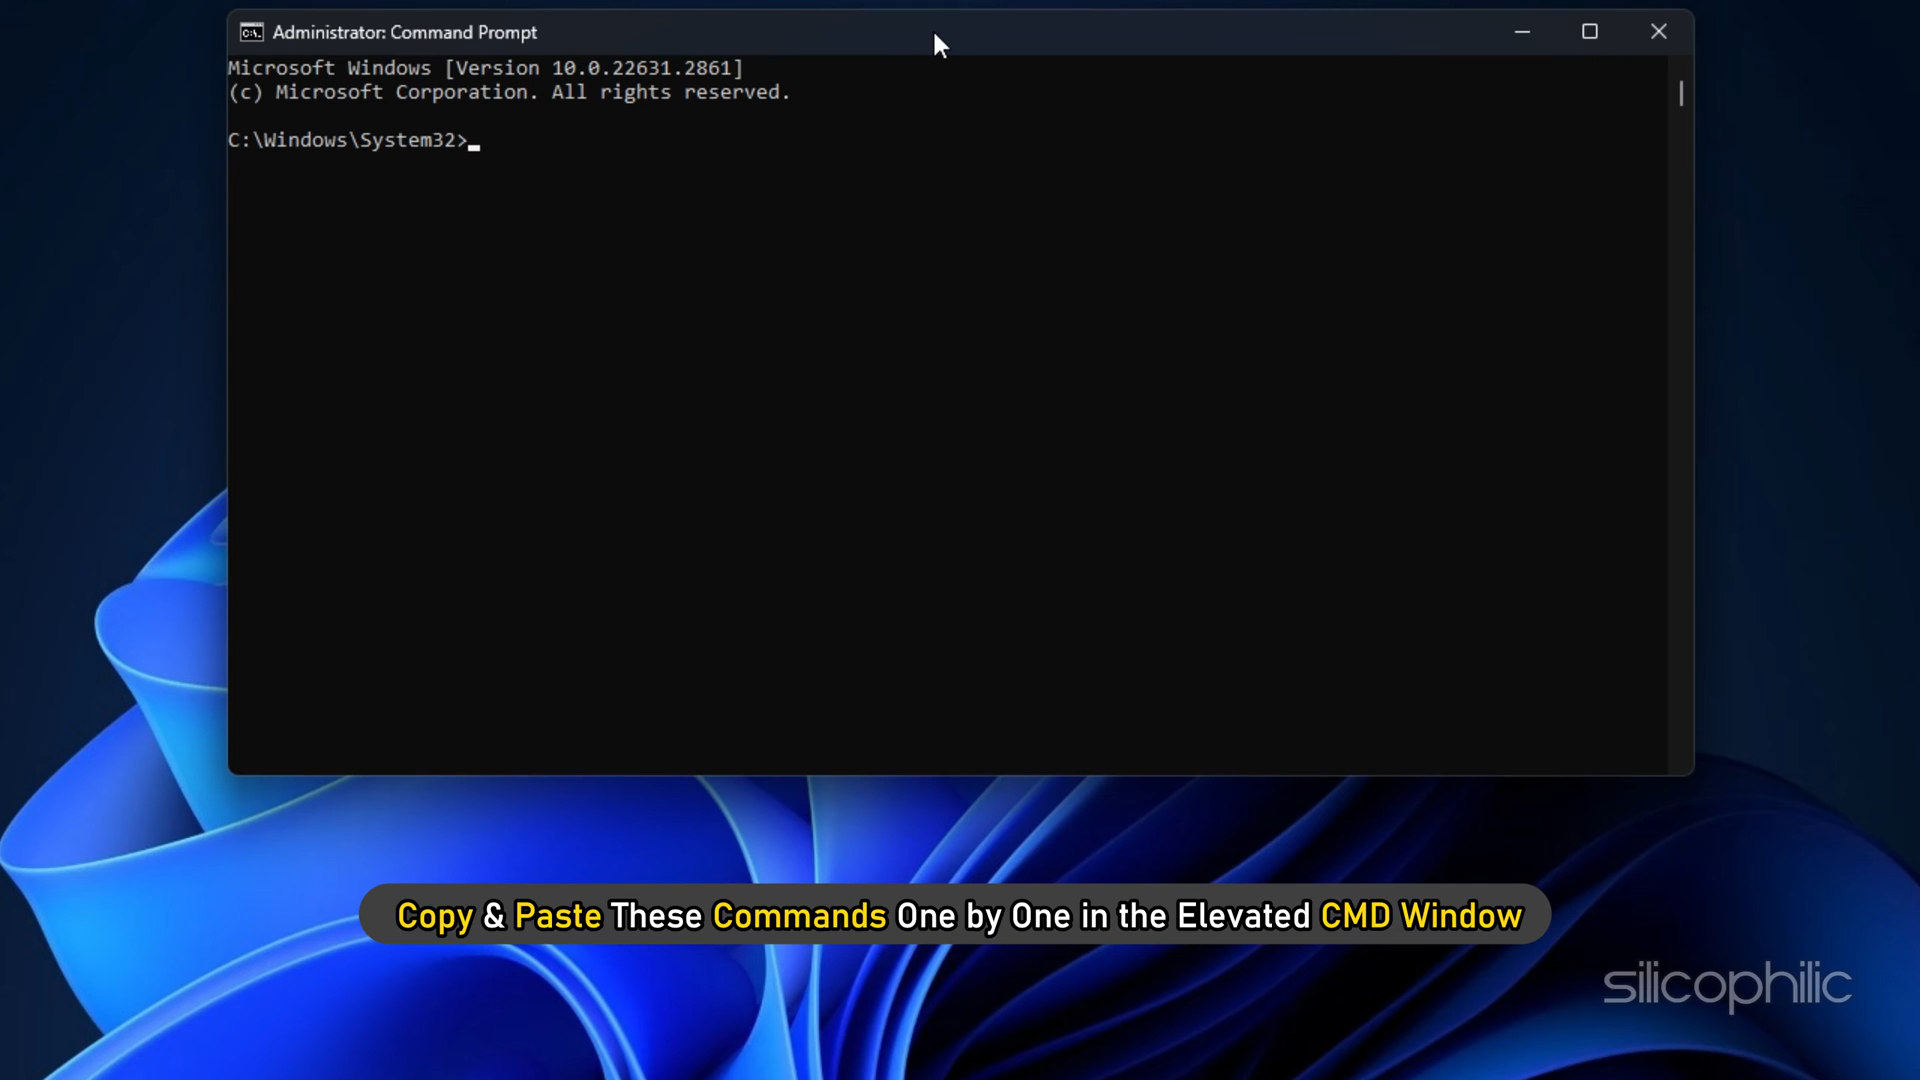 Administrator: Command Prompt
Microsoft Windows [Version 10.0.22631.2861]
(c) Microsoft Corporation. All rights reserved.
C:\Windows\System32>
Copy & Paste These Commands One by One in the Elevated CMD Window
silicophilic